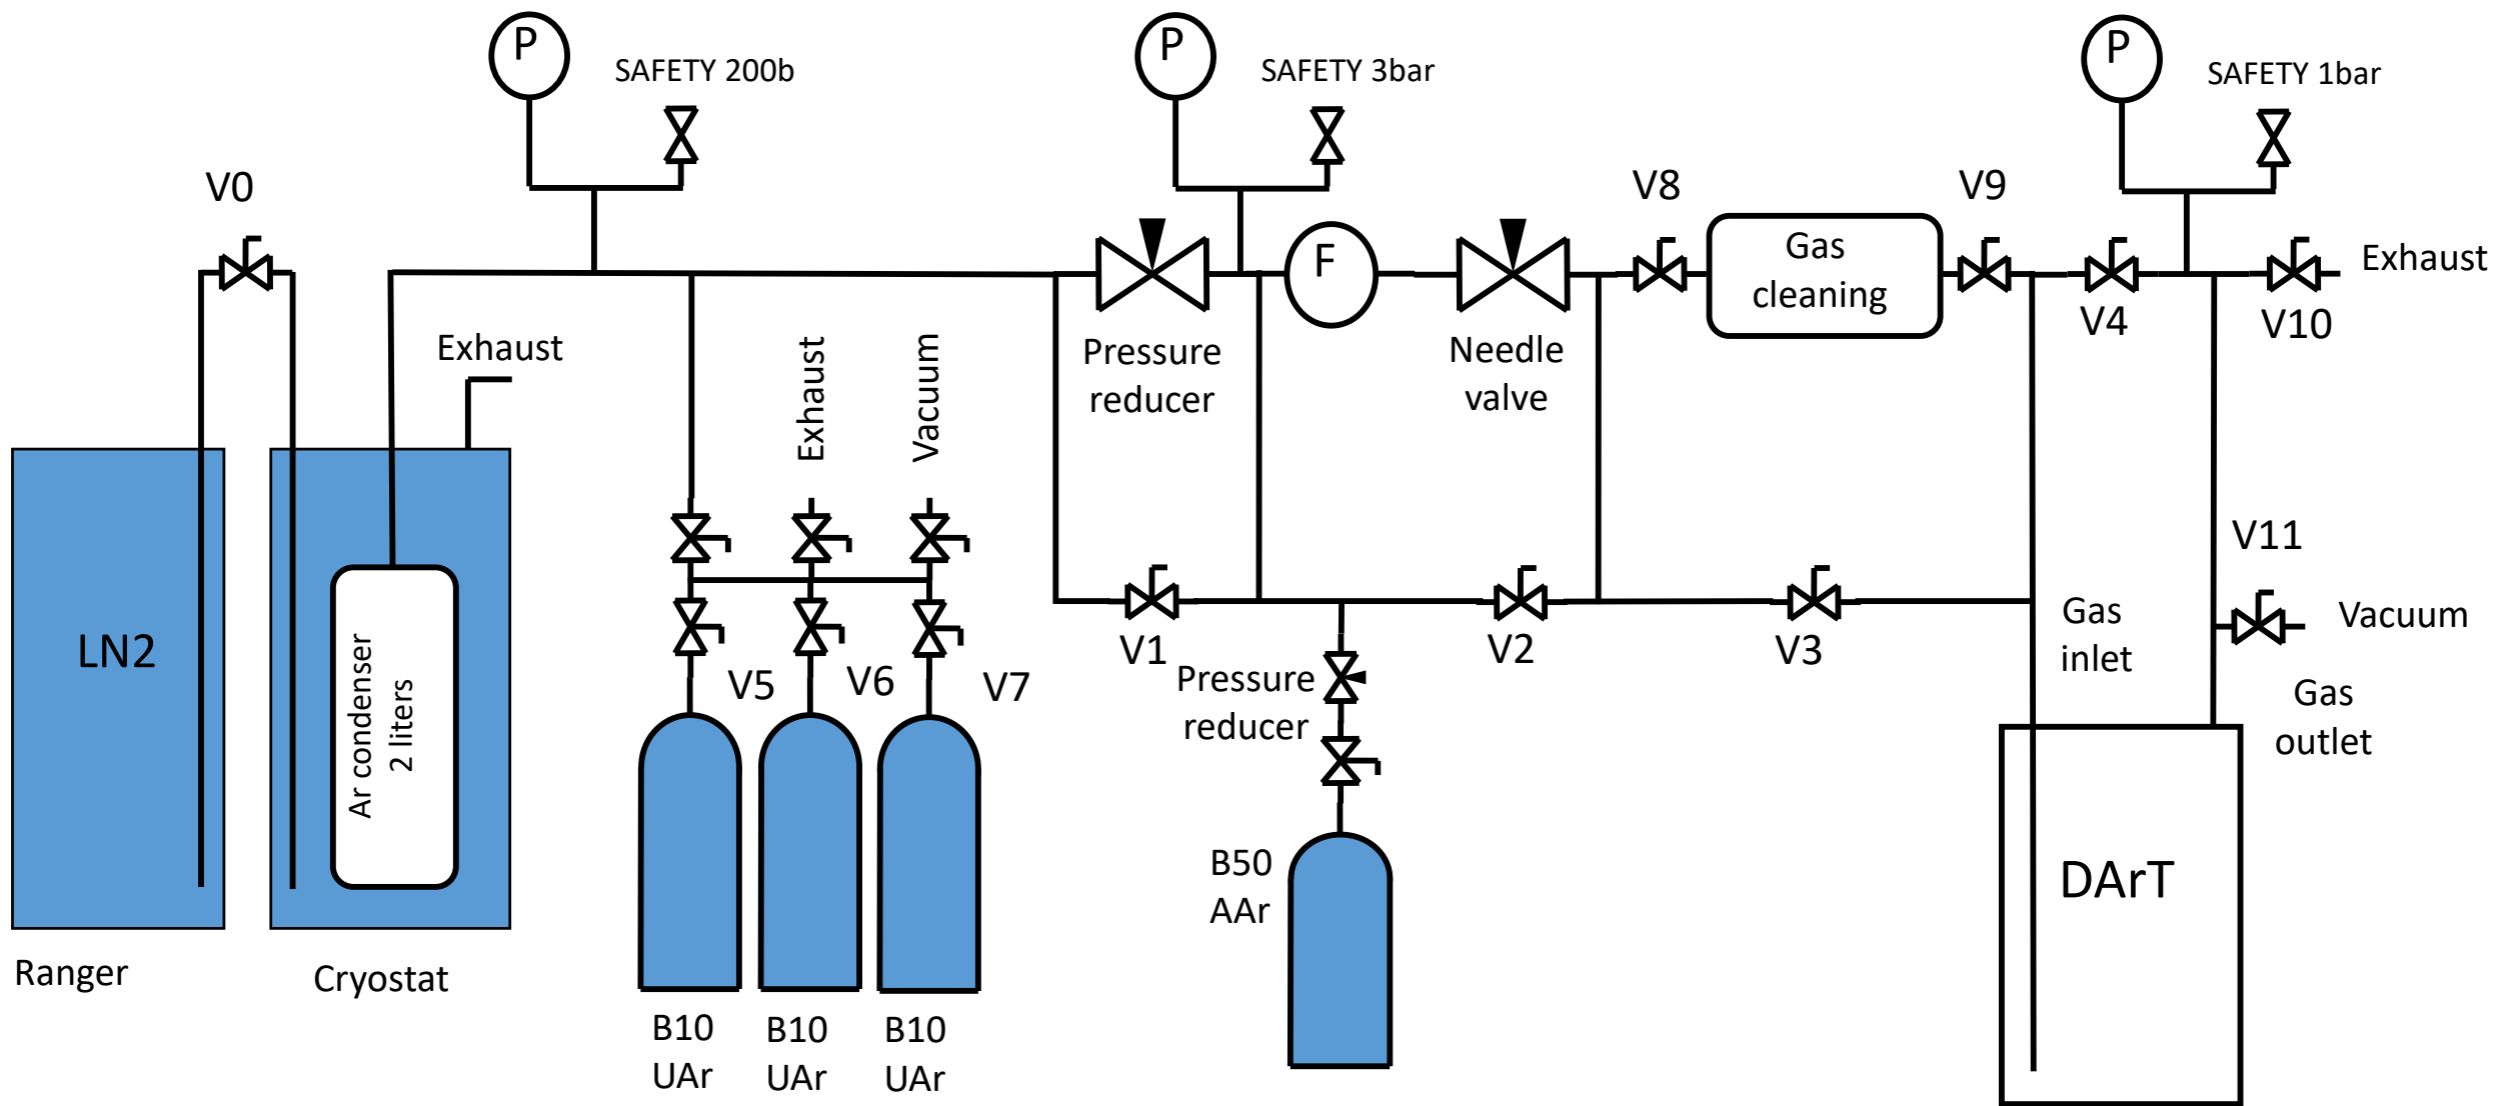 P
SAFETY 200b
P
SAFETY 3bar
P
SAFETY 1bar
V0
V8
V9
F
Gas
cleaning
Exhaust
V4
V10
Exhaust
Exhaust
Vacuum
Pressure
reducer
Needle
valve
V11
Vacuum
Gas
inlet
Gas
outlet
LN2
Ar condenser
2 liters
V5
V6
V7
V1
V2
V3
Pressure
reducer
B50
AAr
DArT
Ranger
Cryostat
B10
UAr
B10
UAr
B10
UAr